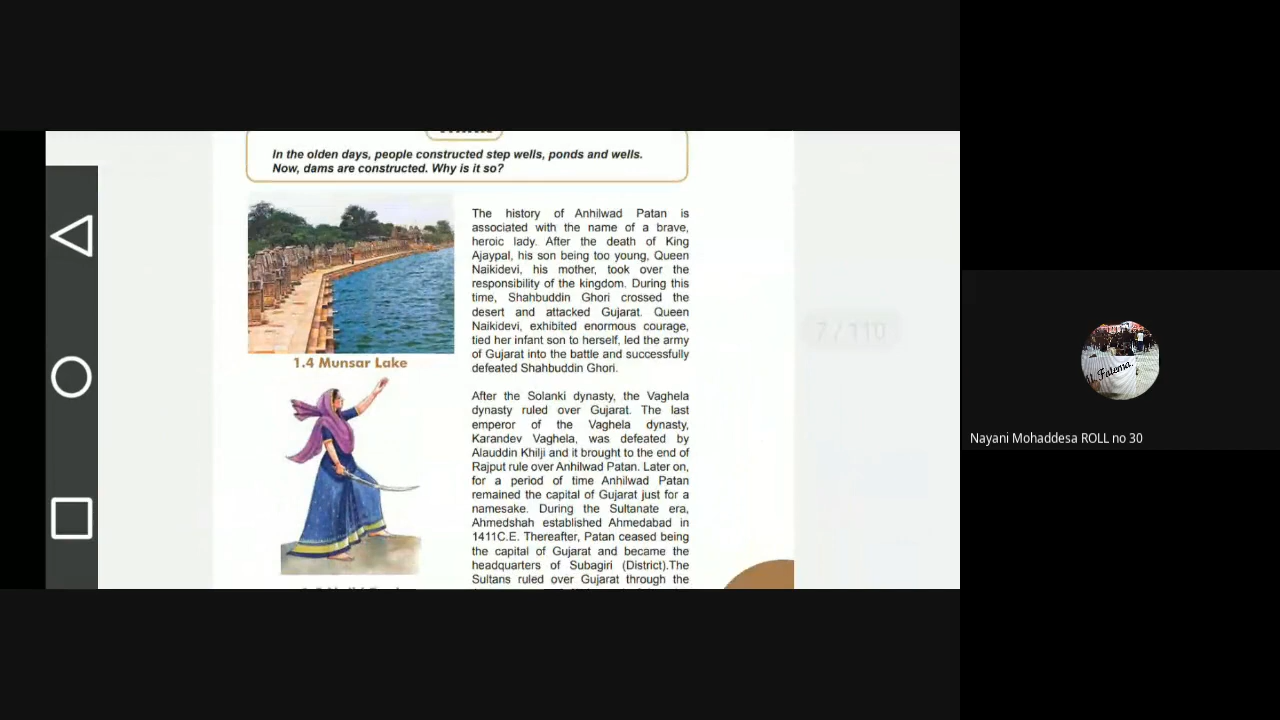 In the olden days, people constructed step wells, ponds and wells.
Now, dams are constructed. Why is it so?
The history of Anhilwad Patan is
associated with the name of a brave,
heroic lady. After the death of King
Ajaypal, his son being too young, Queen
Naikidevi, his mother, took over the
responsibility of the kingdom. During this
time, Shahbuddin Ghori crossed the
desert and attacked Gujarat. Queen
Naikidevi, exhibited enormous courage,
tied her infant son to herself, led the army
of Gujarat into the battle and successfully
defeated Shahbuddin Ghori.
1.4 Munsar Lake
After the Solanki dynasty, the Vaghela
dynasty ruled over Gujarat. The last
emperor of the Vaghela dynasty,
Karandev Vaghela, was defeated by
Alauddin Khilji and it brought to the end of
Rajput rule over Anhilwad Patan. Later on,
for a period of time Anhilwad Patan
remained the capital of Gujarat just for a
namesake. During the Sultanate era,
Ahmedshah established Ahmedabad in
1411C.E. Thereafter, Patan ceased being
the capital of Gujarat and became the
headquarters of Subagiri (District).The
Sultans ruled over Gujarat through the
7 / 110
Fatema.
Nayani Mohaddesa ROLL no 30